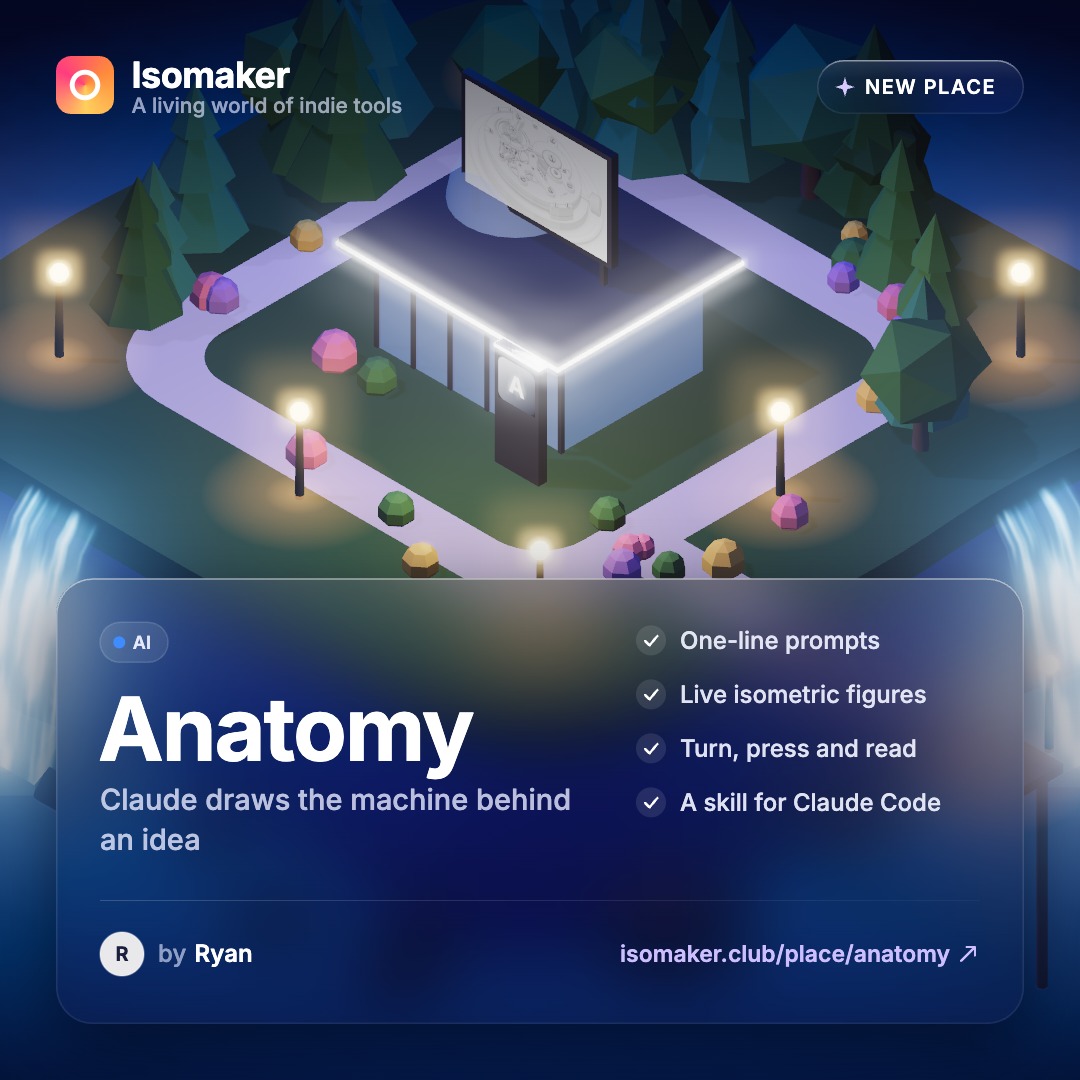 Isomaker
A living world of indie tools
NEW PLACE
A
AI
Anatomy
Claude draws the machine behind
an idea
One-line prompts
Live isometric figures
Turn, press and read
A skill for Claude Code
R
by Ryan
isomaker.club/place/anatomy ↗